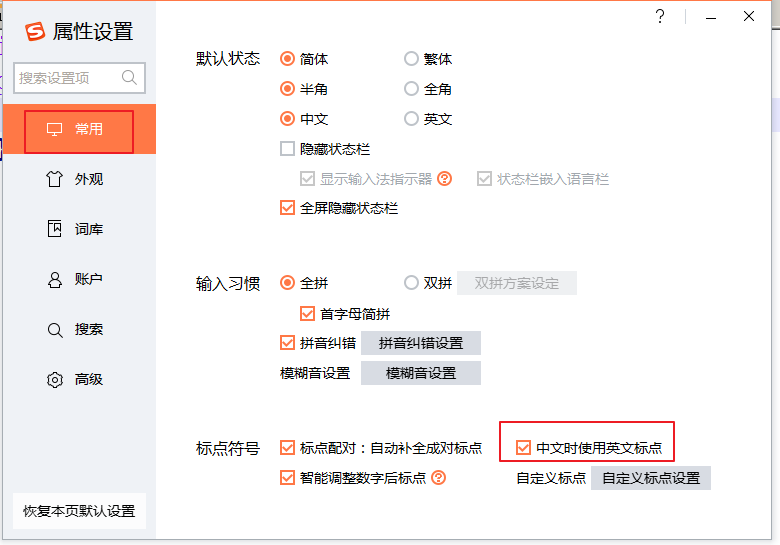 属性设置
搜索设置项
常用
外观
词库
账户
搜索
高级
恢复本页默认设置
默认状态 简体 繁体
半角 全角
中文 英文
隐藏状态栏
显示输入法指示器 ? 状态栏嵌入语言栏
全屏隐藏状态栏
输入习惯 全拼 双拼 双拼方案设定
首字母简拼
拼音纠错 拼音纠错设置
模糊音设置 模糊音设置
标点符号 标点配对：自动补全成对标点 中文时使用英文标点
智能调整数字后标点 ? 自定义标点 自定义标点设置